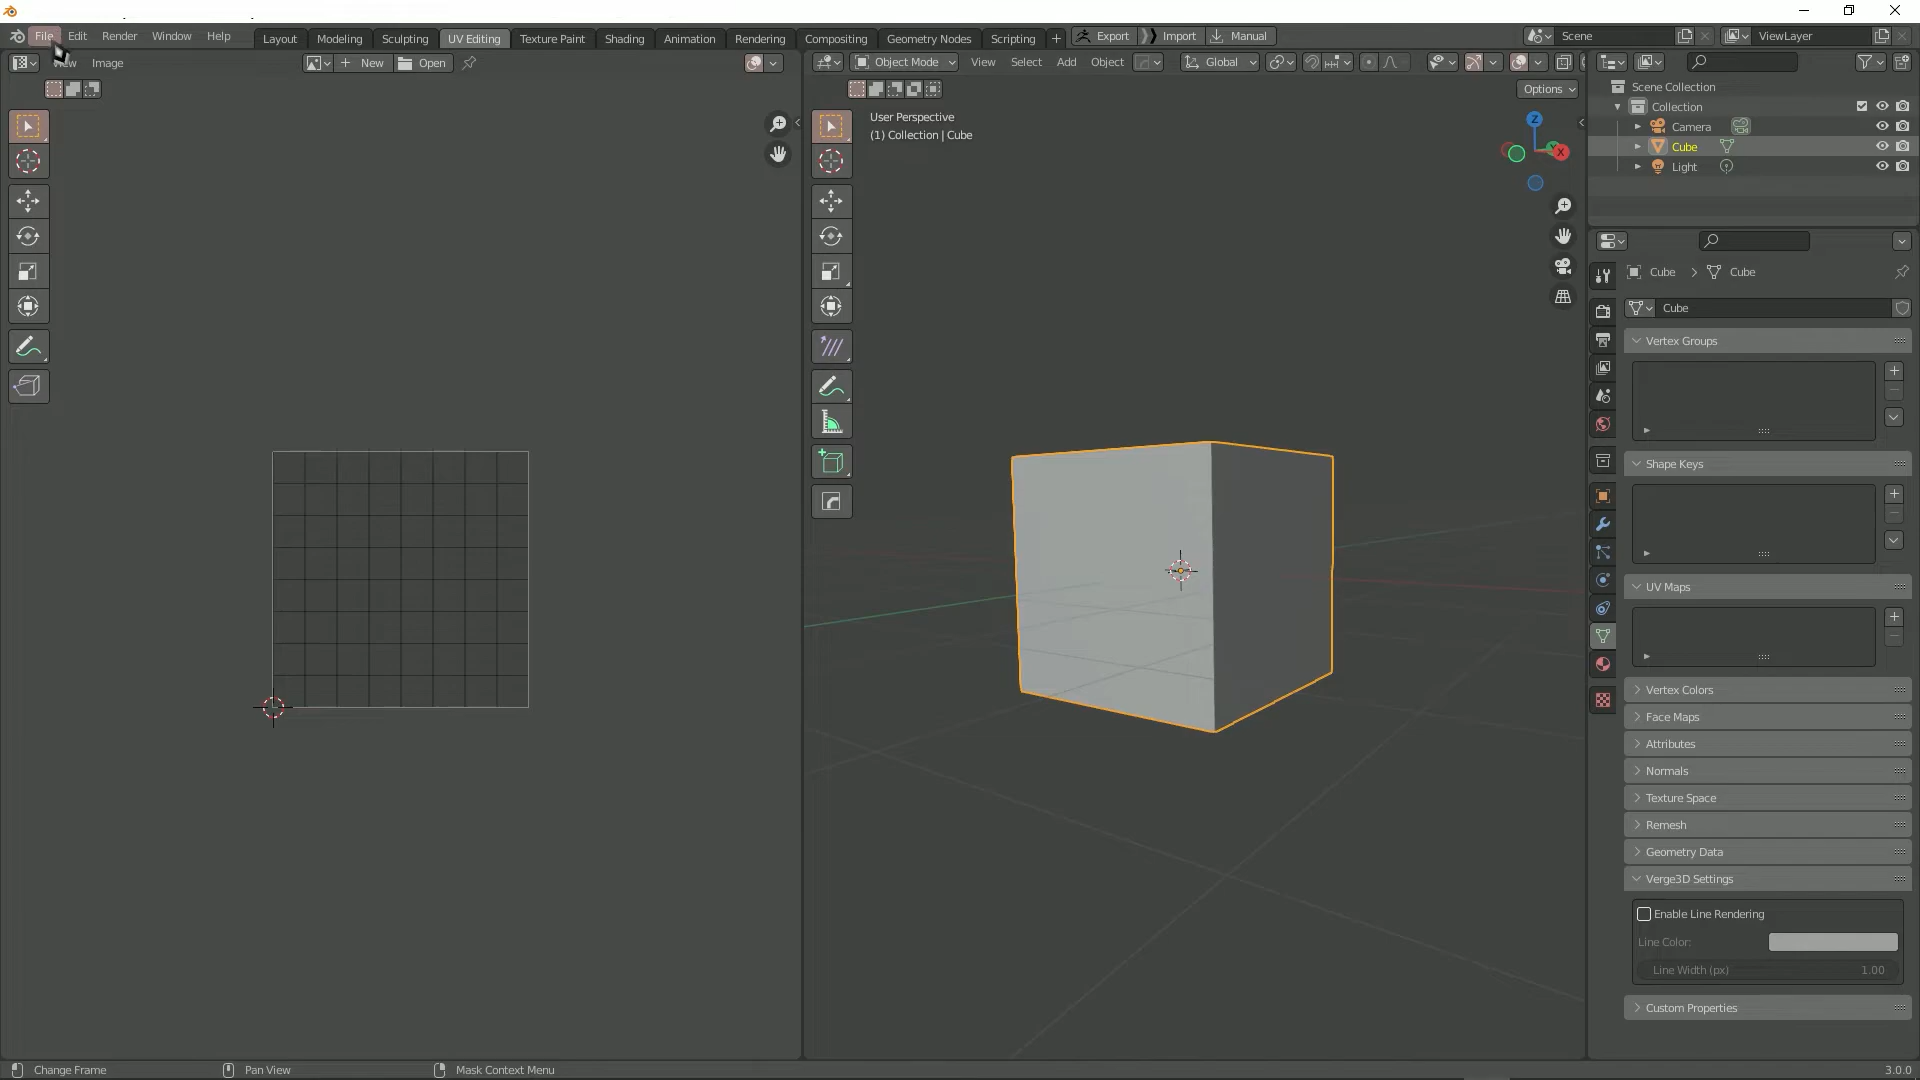 File Edit Render Window Help Layout Modeling Sculpting UV Editing Texture Paint Shading Animation Rendering Compositing Geometry Nodes Scripting + Export Import Manual Scene ViewLayer
Image New Open Object Mode View Select Add Object Global
Options
User Perspective
(1) Collection | Cube
Z
X
Scene Collection
Collection
Camera
Cube
Light
Cube > Cube
Cube
Vertex Groups
Shape Keys
UV Maps
Vertex Colors
Face Maps
Attributes
Normals
Texture Space
Remesh
Geometry Data
Verge3D Settings
Enable Line Rendering
Line Color:
Line Width (px) 1.00
Custom Properties
Change Frame Pan View Mask Context Menu 3.0.0